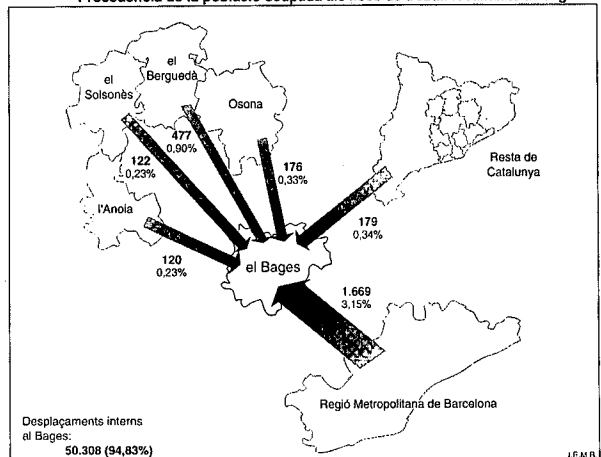 el
Solsonès
el
Berguedà
Osona
477
0,90%
122
0,23%
176
0,33%
Resta de
Catalunya
l'Anoia
179
0,34%
120
0,23%
el Bages
1.669
3,15%
Regió Metropolitana de Barcelona
Desplaçaments interns
al Bages:
50.308 (94,83%)
I.E.M.B.